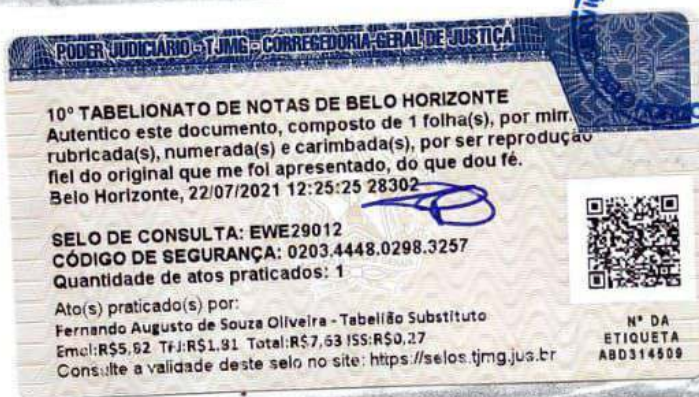 PODER JUDICIÁRIO - TJMG - CORREGEDORIA-GERAL DE JUSTIÇA
10º TABELIONATO DE NOTAS DE BELO HORIZONTE
Autentico este documento, composto de 1 folha(s), por mim
rubricada(s), numerada(s) e carimbada(s), por ser reprodução
fiel do original que me foi apresentado, do que dou fé.
Belo Horizonte, 22/07/2021 12:25:25 28302
SELO DE CONSULTA: EWE29012
CÓDIGO DE SEGURANÇA: 0203.4448.0298.3257
Quantidade de atos praticados: 1
Ato(s) praticado(s) por:
Fernando Augusto de Souza Oliveira - Tabelião Substituto
Emol:R$5,82 TFJ:R$1,81 Total:R$7,63 ISS:R$0,27
Consulte a validade deste selo no site: https://selos.tjmg.jus.br
Nº DA
ETIQUETA
ABD314509